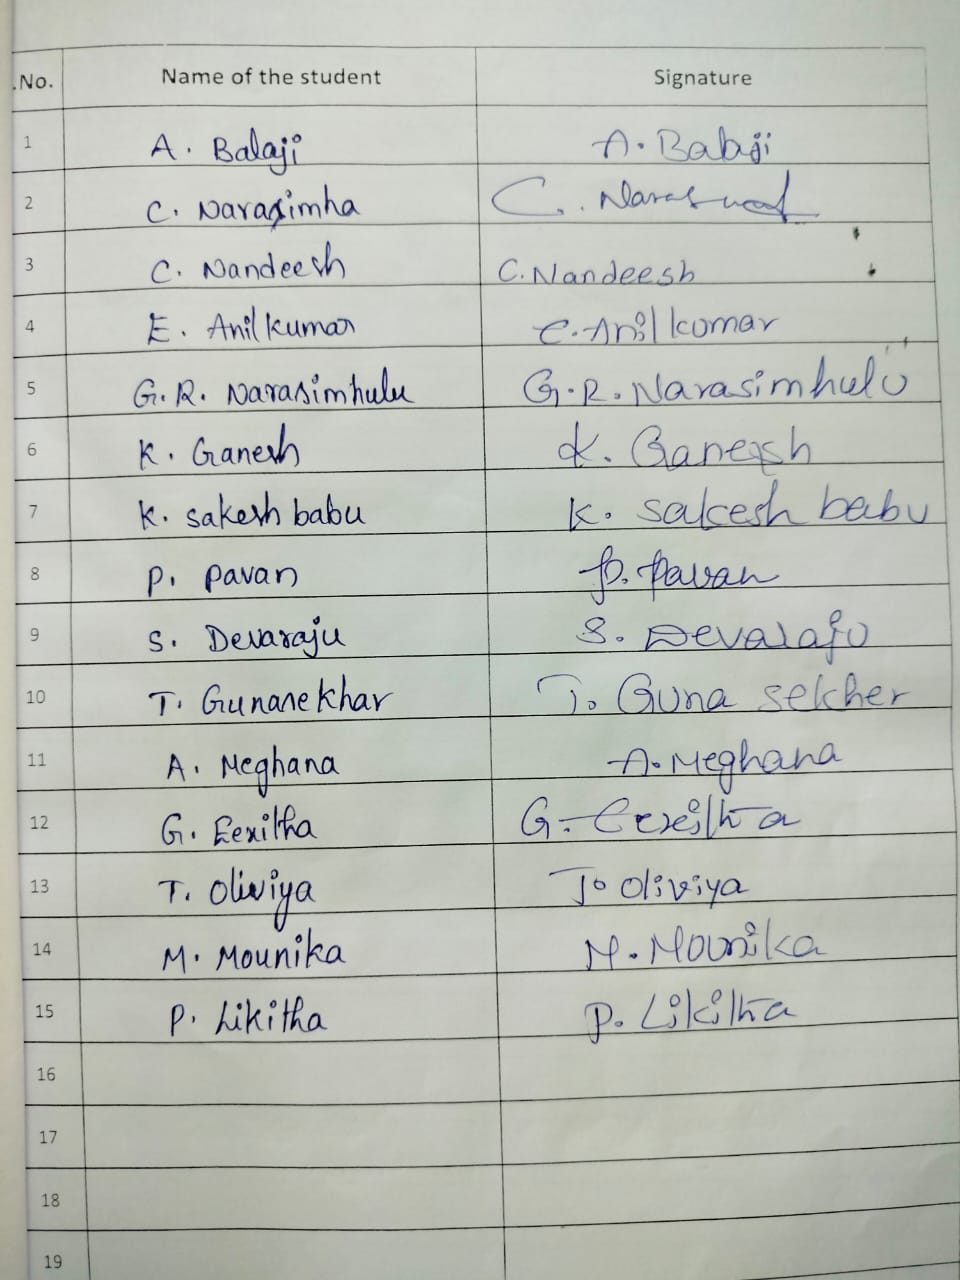 .No. Name of the student Signature
1 A. Balaji A. Balaji
2 C. Narasimha C. Naras
3 C. Nandeesh C. Nandeesh
4 E. Anil kumar E. Anil kumar
5 G.R. Narasimhulu G.R. Narasimhulu
6 K. Ganesh K. Ganessh
7 K. sakesh babu K. sakesh babu
8 P. Pavan P. Pavan
9 S. Devaraju S. Devaraju
10 T. Gunasekhar T. Guna sekher
11 A. Meghana A. Meghana
12 G. Eexitha G. Eexitha
13 T. Oliviya T. Oliviya
14 M. Mounika M. Mounika
15 P. Likitha P. Likitha
16
17
18
19